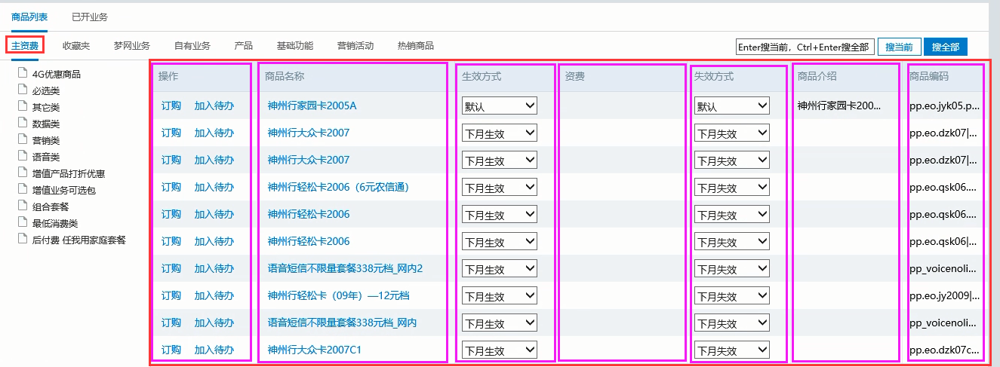 商品列表 已开业务
主资费 收藏夹 梦网业务 自有业务 产品 基础功能 营销活动 热销商品 Enter搜当前，Ctrl+Enter搜全部 搜当前 搜全部
4G优惠商品
必选类
其它类
数据类
营销类
语音类
增值产品打折优惠
增值业务可选包
组合套餐
最低消费类
后付费 任我用家庭套餐
操作 商品名称 生效方式 资费 失效方式 商品介绍 商品编码
订购 加入待办 神州行家园卡2005A 默认 默认 神州行家园卡200... pp.eo.jyk05.p...
订购 加入待办 神州行大众卡2007 下月生效 下月失效 pp.eo.dzk07|...
订购 加入待办 神州行大众卡2007 下月生效 下月失效 pp.eo.dzk07|...
订购 加入待办 神州行轻松卡2006（6元农信通） 下月生效 下月失效 pp.eo.qsk06....
订购 加入待办 神州行轻松卡2006 下月生效 下月失效 pp.eo.qsk06....
订购 加入待办 神州行轻松卡2006 下月生效 下月失效 pp.eo.qsk06|...
订购 加入待办 语音短信不限量套餐338元档_网内2 下月生效 下月失效 pp_voicenoli...
订购 加入待办 神州行轻松卡（09年）—12元档 下月生效 下月失效 pp.eo.jy2009|...
订购 加入待办 语音短信不限量套餐338元档_网内 下月生效 下月失效 pp_voicenoli...
订购 加入待办 神州行大众卡2007C1 下月生效 下月失效 pp.eo.dzk07c...